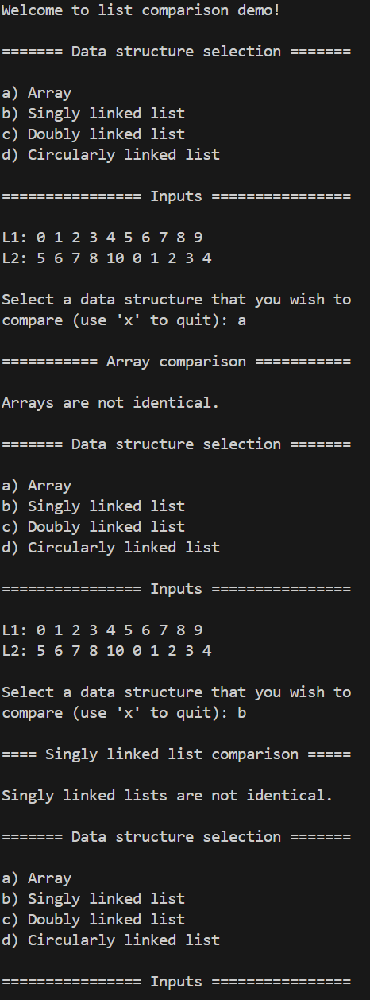 Welcome to list comparison demo!
======= Data structure selection =======
a) Array
b) Singly linked list
c) Doubly linked list
d) Circularly linked list
================ Inputs ================
L1: 0 1 2 3 4 5 6 7 8 9
L2: 5 6 7 8 10 0 1 2 3 4
Select a data structure that you wish to
compare (use 'x' to quit): a
=========== Array comparison ===========
Arrays are not identical.
======= Data structure selection =======
a) Array
b) Singly linked list
c) Doubly linked list
d) Circularly linked list
================ Inputs ================
L1: 0 1 2 3 4 5 6 7 8 9
L2: 5 6 7 8 10 0 1 2 3 4
Select a data structure that you wish to
compare (use 'x' to quit): b
==== Singly linked list comparison =====
Singly linked lists are not identical.
======= Data structure selection =======
a) Array
b) Singly linked list
c) Doubly linked list
d) Circularly linked list
================ Inputs ================